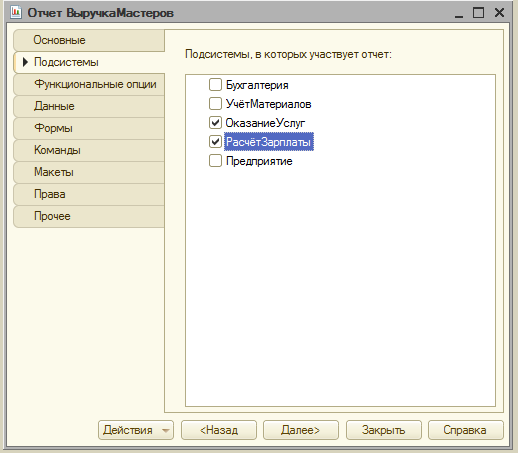 Отчет ВыручкаМастеров
Основные
Подсистемы
Функциональные опции
Данные
Формы
Команды
Макеты
Права
Прочее
Подсистемы, в которых участвует отчет:
Бухгалтерия
УчётМатериалов
ОказаниеУслуг
РасчётЗарплаты
Предприятие
Действия
<Назад
Далее>
Закрыть
Справка